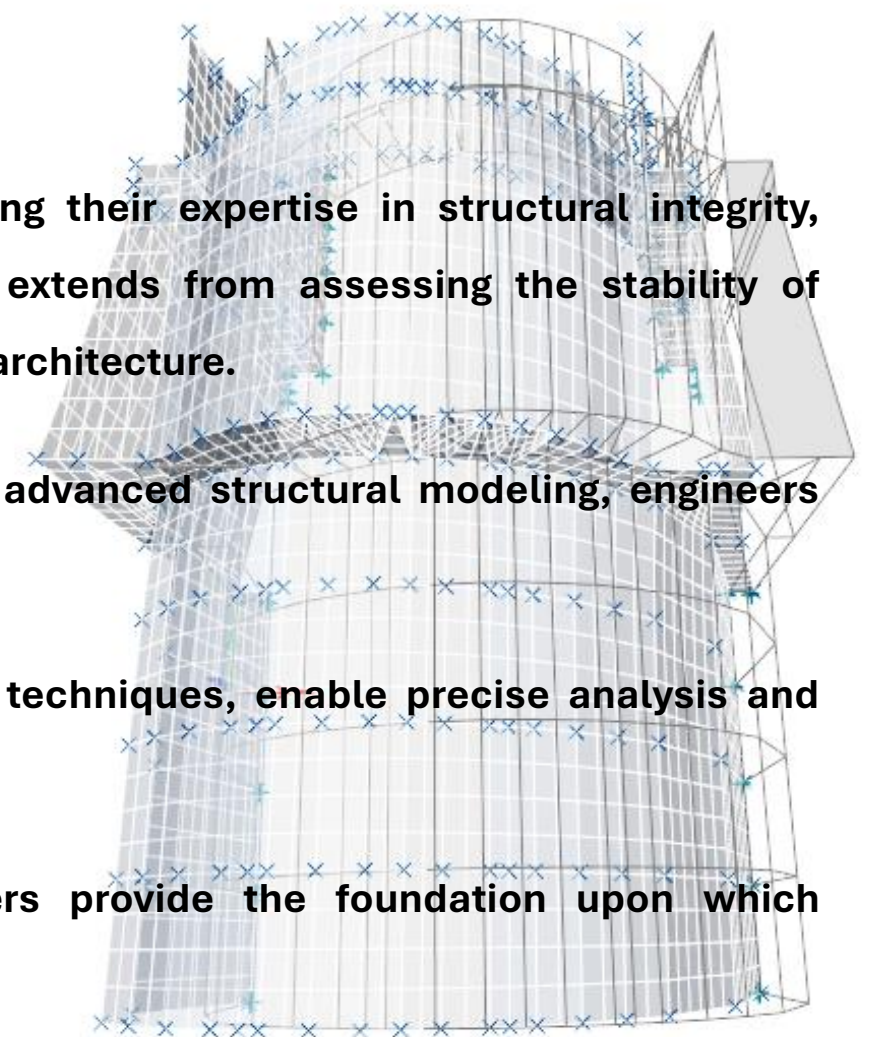 ng their expertise in structural integrity,
extends from assessing the stability of
architecture.
advanced structural modeling, engineers
techniques, enable precise analysis and
ers provide the foundation upon which